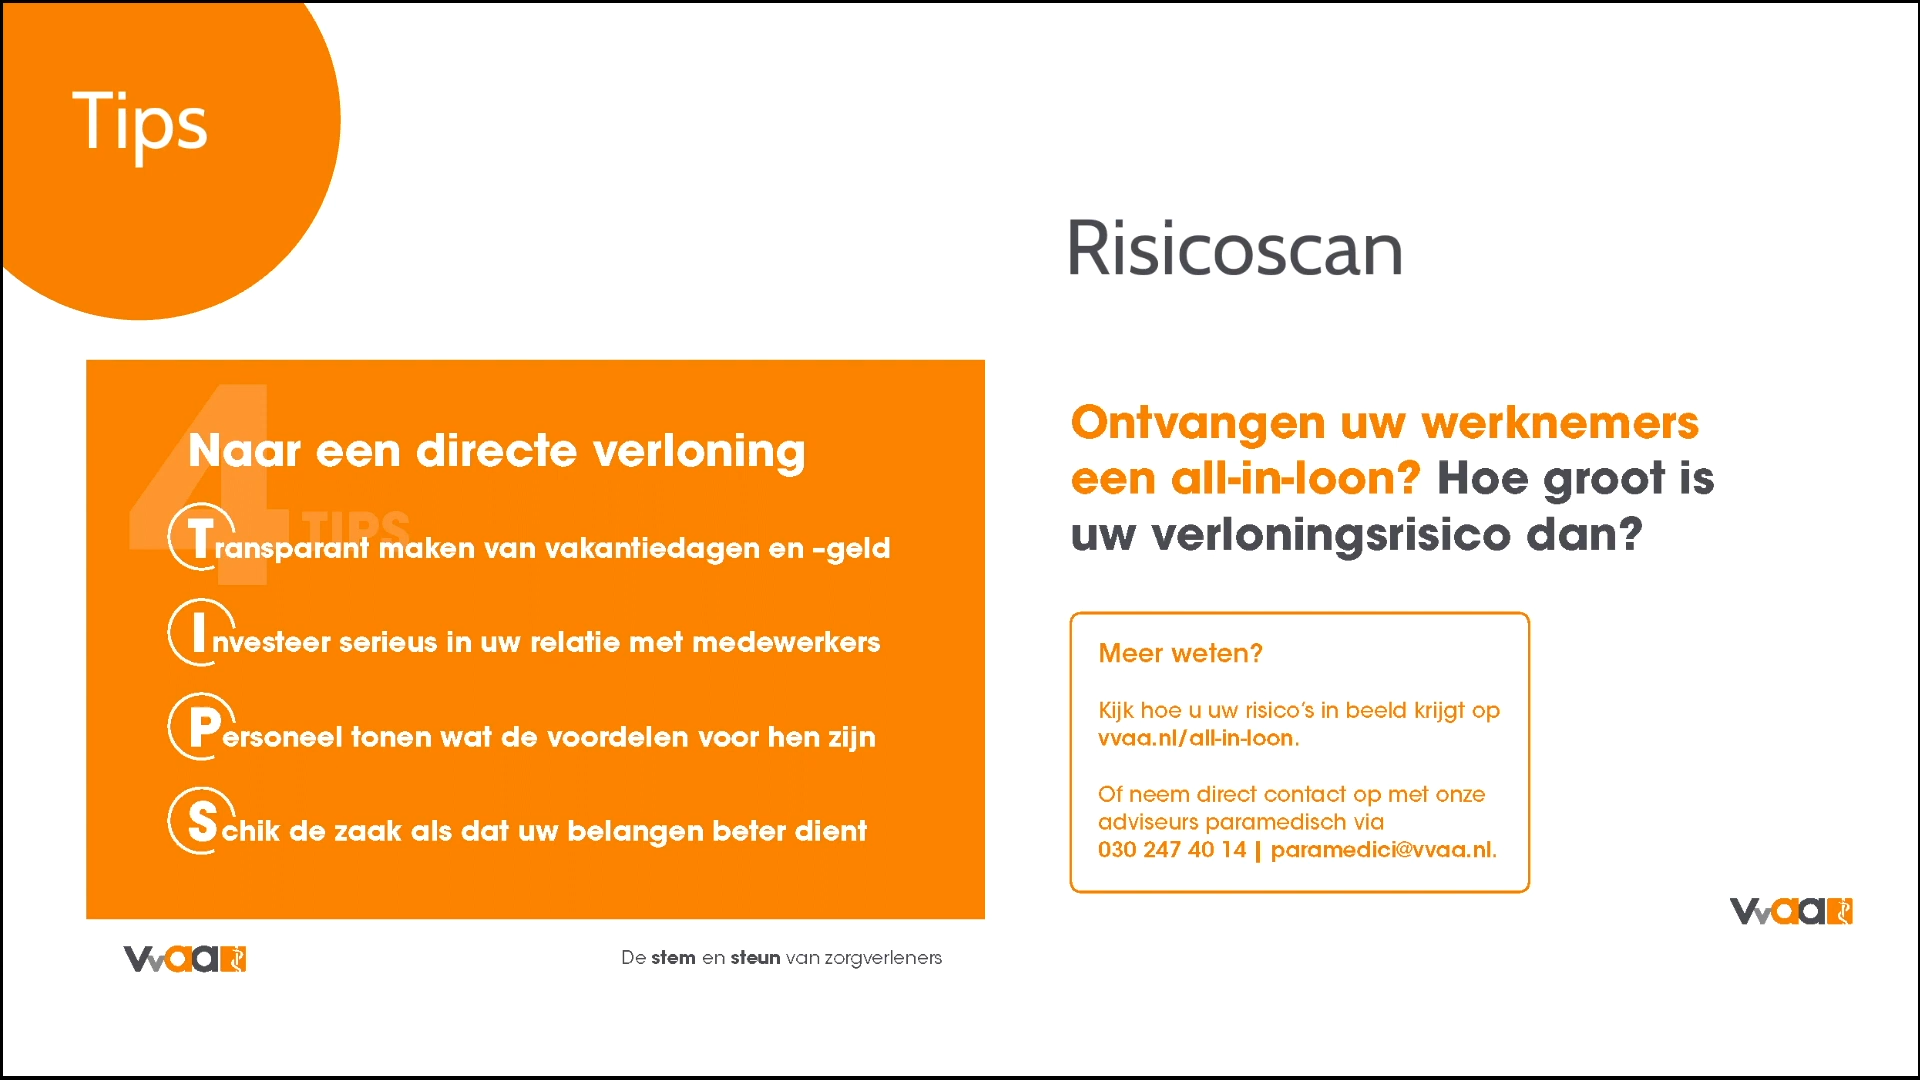 Tips
4 TIPS
Naar een directe verloning
Transparant maken van vakantiedagen en –geld
Investeer serieus in uw relatie met medewerkers
Personeel tonen wat de voordelen voor hen zijn
Schik de zaak als dat uw belangen beter dient
VvAA
De stem en steun van zorgverleners
Risicoscan
Ontvangen uw werknemers
een all-in-loon? Hoe groot is
uw verloningsrisico dan?
Meer weten?
Kijk hoe u uw risico’s in beeld krijgt op
vvaa.nl/all-in-loon.
Of neem direct contact op met onze
adviseurs paramedisch via
030 247 40 14 | paramedici@vvaa.nl.
Vvaa